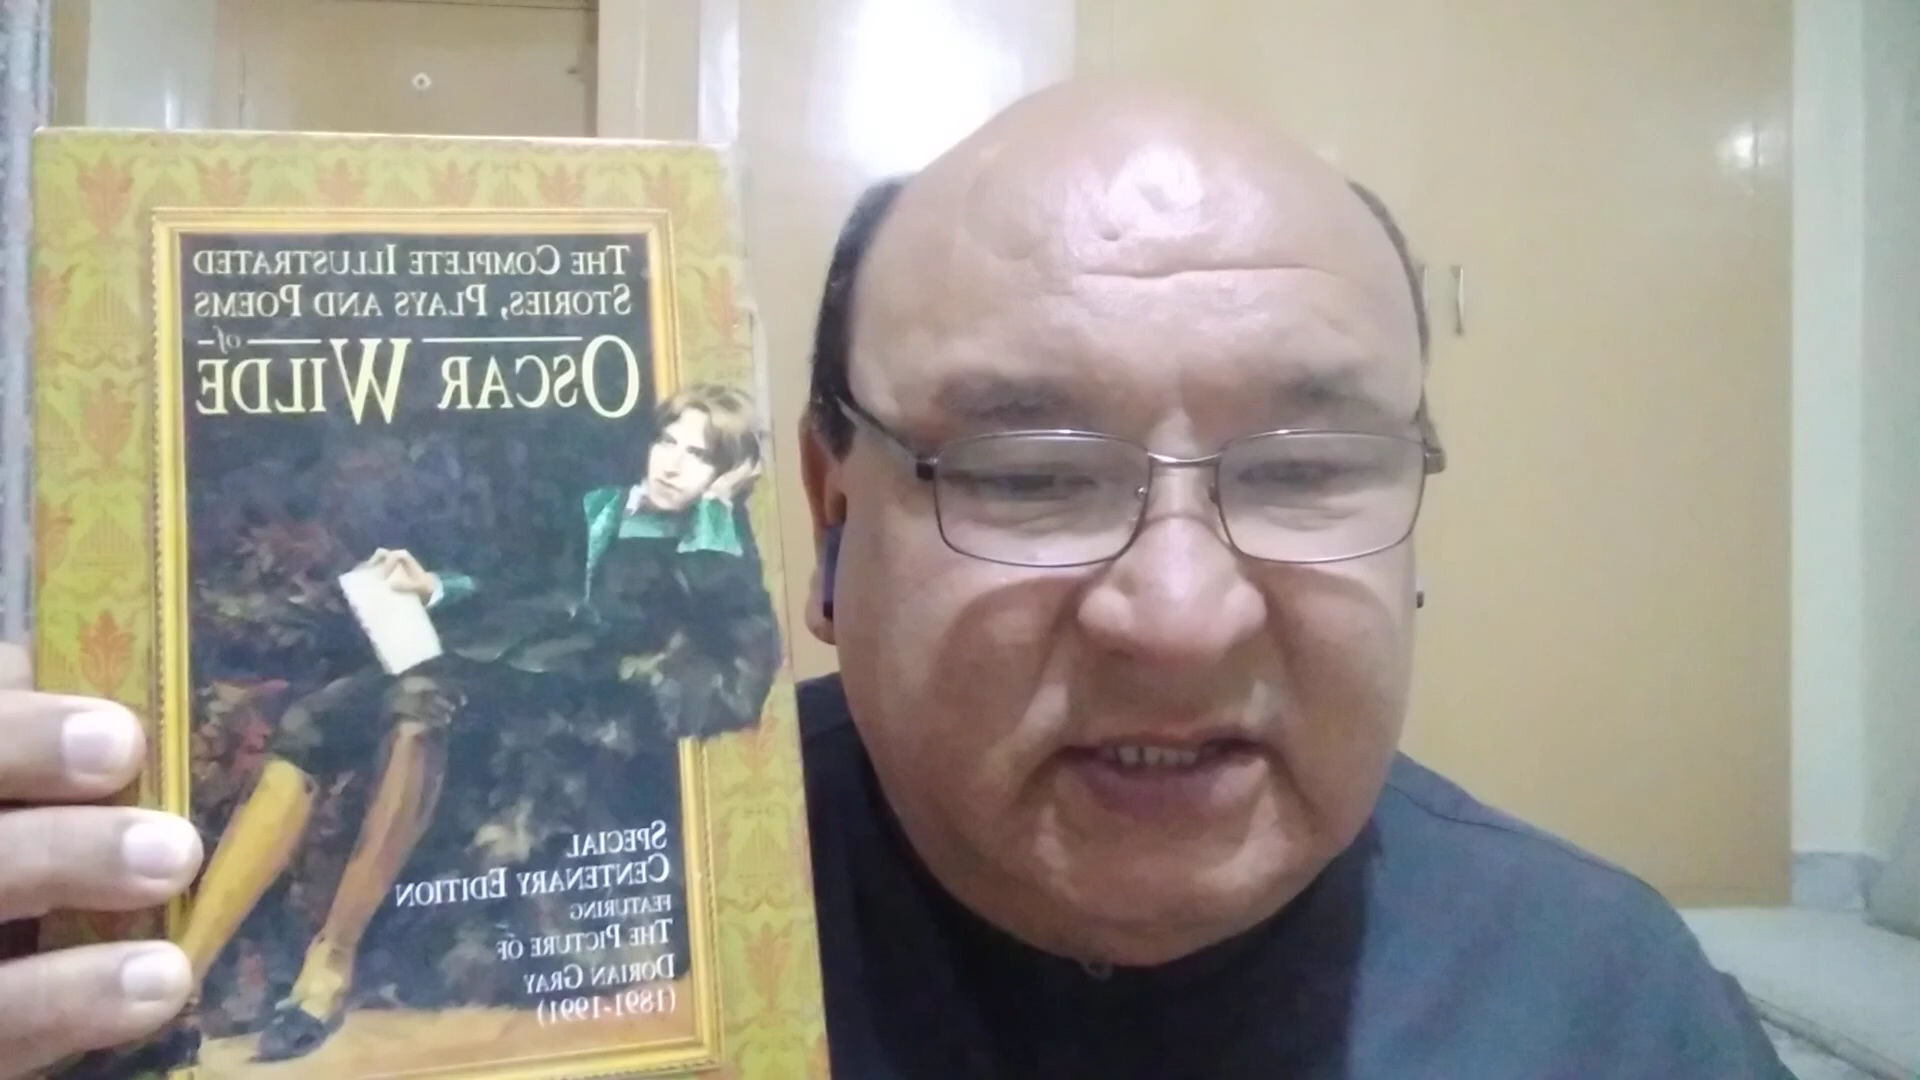 THE COMPLETE ILLUSTRATED
STORIES, PLAYS AND POEMS
of
OSCAR WILDE
SPECIAL
CENTENARY EDITION
FEATURING
THE PICTURE OF
DORIAN GRAY
(1891-1991)